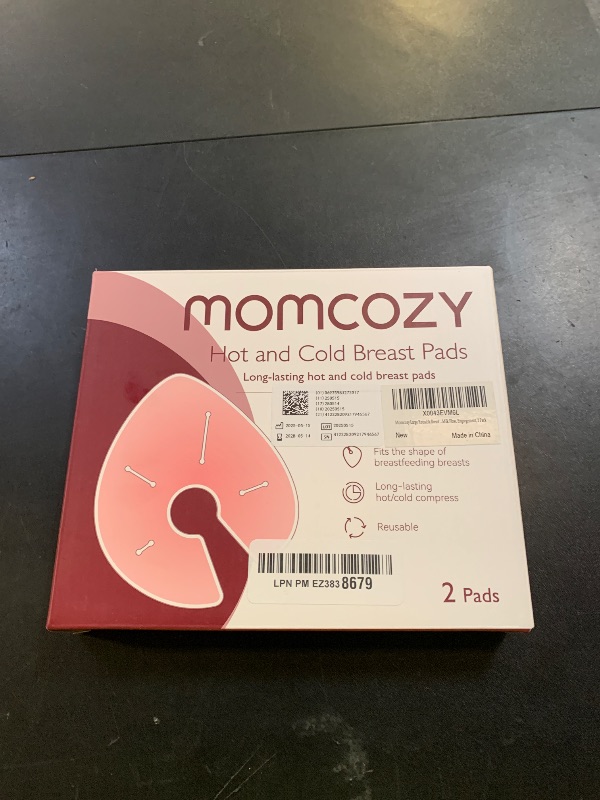 momcozy
Hot and Cold Breast Pads
Long-lasting hot and cold breast pads
X0043EVM6L
New
Made in China
Fits the shape of
breastfeeding breasts
Long-lasting
hot/cold compress
Reusable
LPN PM EZ383 8679
2 Pads